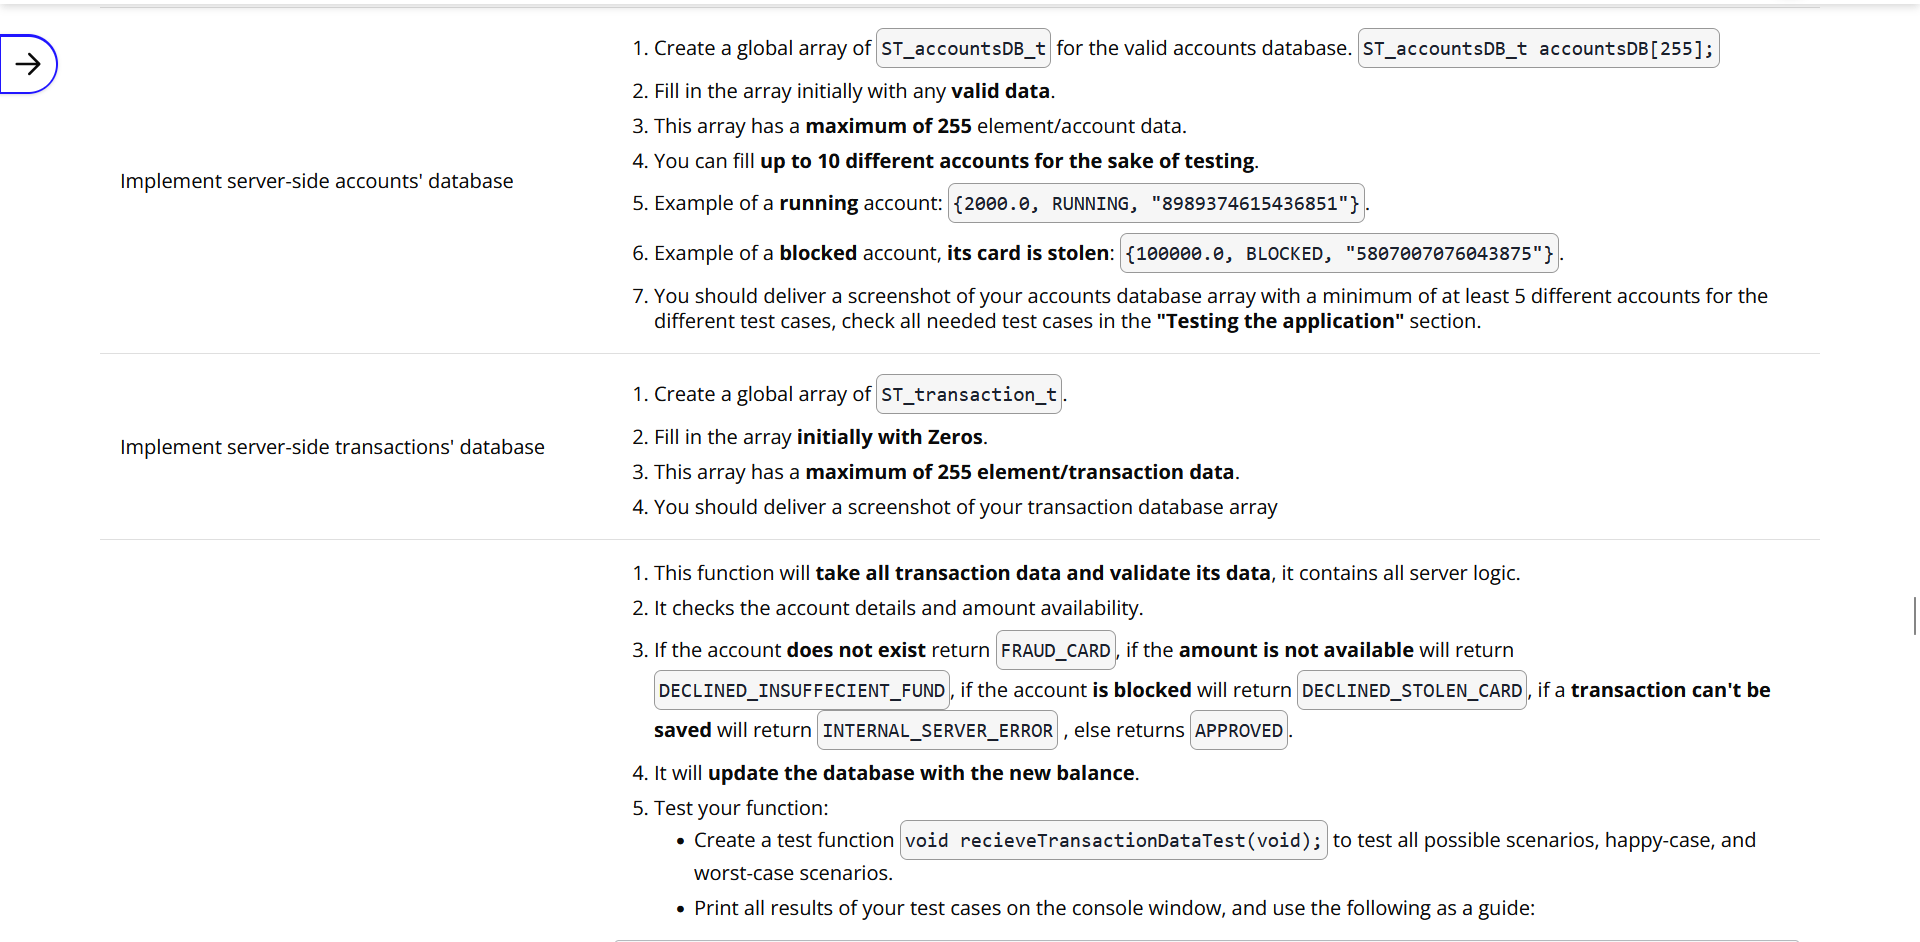 1. Create a global array of ST_accountsDB_t for the valid accounts database. ST_accountsDB_t accountsDB[255];
2. Fill in the array initially with any valid data.
3. This array has a maximum of 255 element/account data.
4. You can fill up to 10 different accounts for the sake of testing.
Implement server-side accounts' database
5. Example of a running account: {2000.0, RUNNING, "8989374615436851"}.
6. Example of a blocked account, its card is stolen: {100000.0, BLOCKED, "5807007076043875"}.
7. You should deliver a screenshot of your accounts database array with a minimum of at least 5 different accounts for the
different test cases, check all needed test cases in the "Testing the application" section.
1. Create a global array of ST_transaction_t.
2. Fill in the array initially with Zeros.
Implement server-side transactions' database
3. This array has a maximum of 255 element/transaction data.
4. You should deliver a screenshot of your transaction database array
1. This function will take all transaction data and validate its data, it contains all server logic.
2. It checks the account details and amount availability.
3. If the account does not exist return FRAUD_CARD, if the amount is not available will return
DECLINED_INSUFFECIENT_FUND, if the account is blocked will return DECLINED_STOLEN_CARD, if a transaction can't be
saved will return INTERNAL_SERVER_ERROR , else returns APPROVED.
4. It will update the database with the new balance.
5. Test your function:
• Create a test function void recieveTransactionDataTest(void); to test all possible scenarios, happy-case, and
worst-case scenarios.
• Print all results of your test cases on the console window, and use the following as a guide: